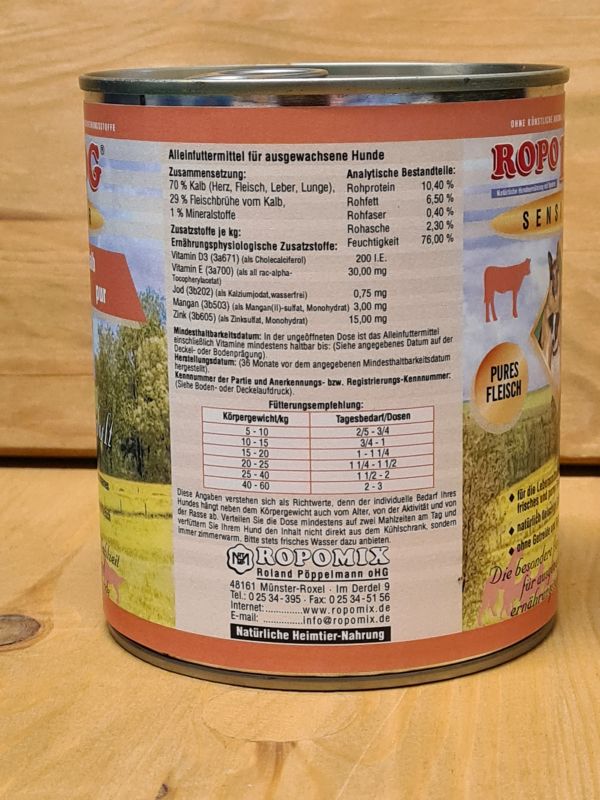 OHNE KÜNSTLICHE
G®
ROPO
SENS
pur
PURES
FLEISCH
Alleinfuttermittel für ausgewachsene Hunde
Zusammensetzung:
70 % Kalb (Herz, Fleisch, Leber, Lunge),
29 % Fleischbrühe vom Kalb,
1 % Mineralstoffe
Analytische Bestandteile:
Rohprotein 10,40 %
Rohfett 6,50 %
Rohfaser 0,40 %
Rohasche 2,30 %
Feuchtigkeit 76,00 %
Zusatzstoffe je kg:
Ernährungsphysiologische Zusatzstoffe:
Vitamin D3 (3a671) (als Cholecalciferol) 200 I.E.
Vitamin E (3a700) (als all rac-alpha-
Tocopherylacetat) 30,00 mg
Jod (3b202) (als Kalziumjodat,wasserfrei) 0,75 mg
Mangan (3b503) (als Mangan(II)-sulfat, Monohydrat) 3,00 mg
Zink (3b605) (als Zinksulfat, Monohydrat) 15,00 mg
Mindesthaltbarkeitsdatum: In der ungeöffneten Dose ist das Alleinfuttermittel
einschließlich Vitamine mindestens haltbar bis: (Siehe angegebenes Datum auf der
Deckel- oder Bodenprägung).
Herstellungsdatum: (36 Monate vor dem angegebenen Mindesthaltbarkeitsdatum
hergestellt).
Kennnummer der Partie und Anerkennungs- bzw. Registrierungs-Kennnummer:
(Siehe Boden- oder Deckelaufdruck).
Fütterungsempfehlung:
Körpergewicht/kg Tagesbedarf/Dosen
5 - 10 2/5 - 3/4
10 - 15 3/4 - 1
15 - 20 1 - 1 1/4
20 - 25 1 1/4 - 1 1/2
25 - 40 1 1/2 - 2
40 - 60 2 - 3
Diese Angaben verstehen sich als Richtwerte, denn der individuelle Bedarf Ihres
Hundes hängt neben dem Körpergewicht auch vom Alter, von der Aktivität und von
der Rasse ab. Verteilen Sie die Dose mindestens auf zwei Mahlzeiten am Tag und
verfüttern Sie Ihrem Hund den Inhalt nicht direkt aus dem Kühlschrank, sondern
immer zimmerwarm. Bitte stets frisches Wasser dazu anbieten.
ROPOMIX
Roland Pöppelmann oHG
48161 Münster-Roxel · Im Derdel 9
Tel.: 0 25 34-395 · Fax: 0 25 34-51 56
Internet:..........www.ropomix.de
E-mail: ...........info@ropomix.de
Natürliche Heimtier-Nahrung
für die
natürlich
ohne Getreide
Die besondere
für